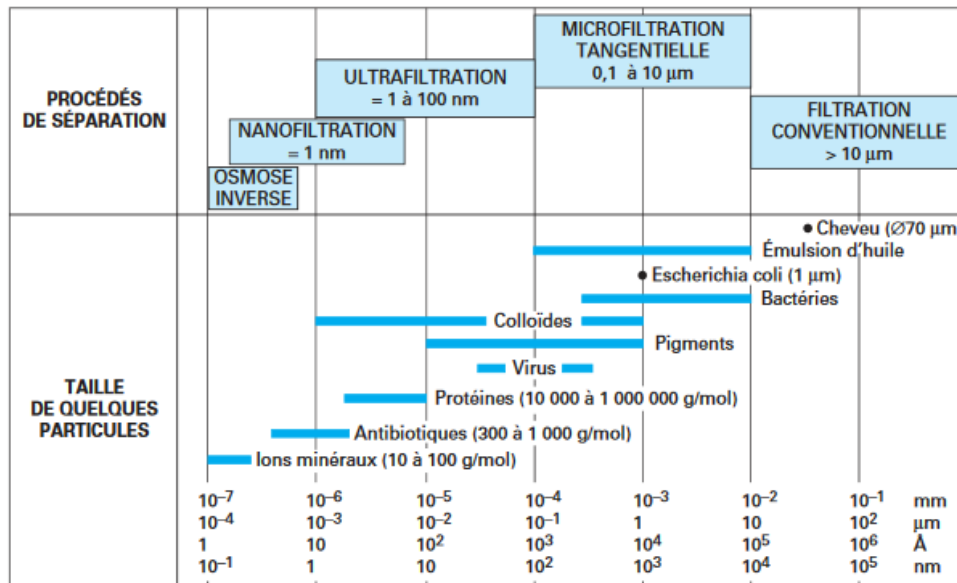 PROCÉDÉS
DE SÉPARATION
MICROFILTRATION
TANGENTIELLE
0,1 à 10 µm
ULTRAFILTRATION
= 1 à 100 nm
NANOFILTRATION
= 1 nm
OSMOSE
INVERSE
FILTRATION
CONVENTIONNELLE
> 10 µm
TAILLE
DE QUELQUES
PARTICULES
Cheveu (Ø70 µm
Émulsion d'huile
Escherichia coli (1 µm)
Bactéries
Colloïdes
Pigments
Virus
Protéines (10 000 à 1 000 000 g/mol)
Antibiotiques (300 à 1 000 g/mol)
Ions minéraux (10 à 100 g/mol)
10⁻⁷ 10⁻⁶ 10⁻⁵ 10⁻⁴ 10⁻³ 10⁻² 10⁻¹ mm
10⁻⁴ 10⁻³ 10⁻² 10⁻¹ 1 10 10² µm
1 10 10² 10³ 10⁴ 10⁵ 10⁶ Å
10⁻¹ 1 10 10² 10³ 10⁴ 10⁵ nm